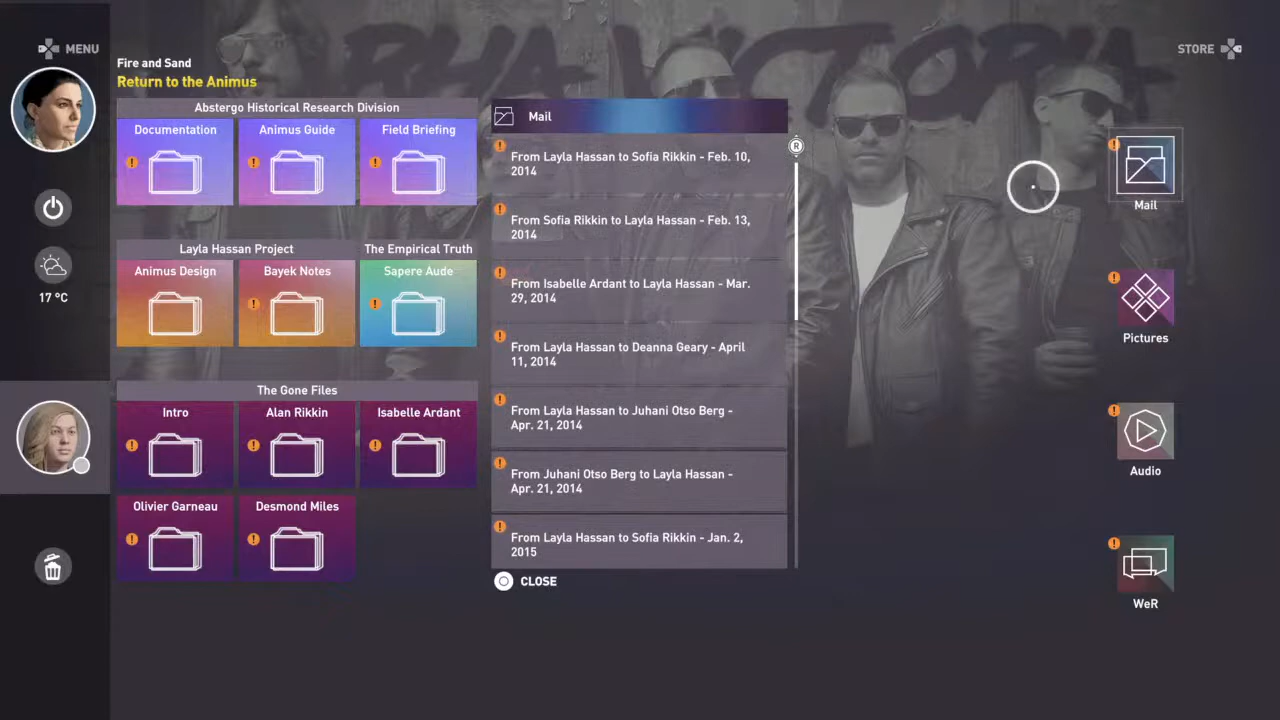 MENU
STORE
Fire and Sand
Return to the Animus
Abstergo Historical Research Division
Documentation
Animus Guide
Field Briefing
Layla Hassan Project
The Empirical Truth
Animus Design
Bayek Notes
Sapere Aude
The Gone Files
Intro
Alan Rikkin
Isabelle Ardant
Olivier Garneau
Desmond Miles
17 °C
Mail
R
From Layla Hassan to Sofia Rikkin - Feb. 10,
2014
From Sofia Rikkin to Layla Hassan - Feb. 13,
2014
From Isabelle Ardant to Layla Hassan - Mar.
29, 2014
From Layla Hassan to Deanna Geary - April
11, 2014
From Layla Hassan to Juhani Otso Berg -
Apr. 21, 2014
From Juhani Otso Berg to Layla Hassan -
Apr. 21, 2014
From Layla Hassan to Sofia Rikkin - Jan. 2,
2015
CLOSE
Mail
Pictures
Audio
WeR